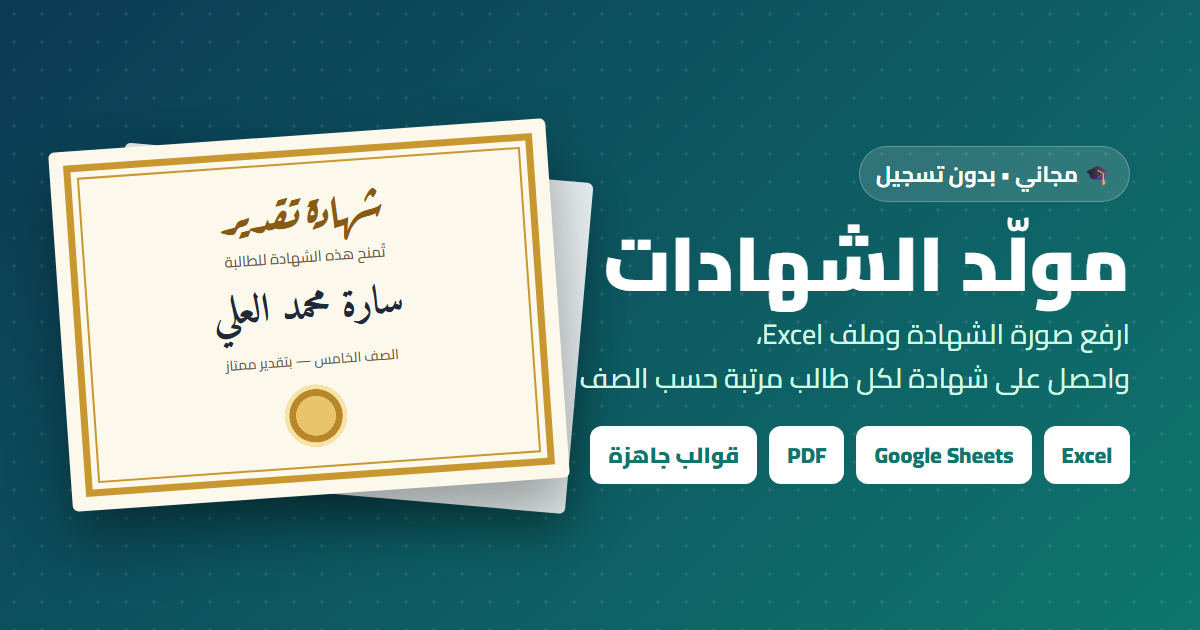 🎓 مجاني • بدون تسجيل
مولّد الشهادات
ارفع صورة الشهادة وملف Excel،
واحصل على شهادة لكل طالب مرتبة حسب الصف
Excel
Google Sheets
PDF
قوالب جاهزة
شهادة تقدير
تُمنح هذه الشهادة للطالبة
سارة محمد العلي
الصف الخامس — بتقدير ممتاز